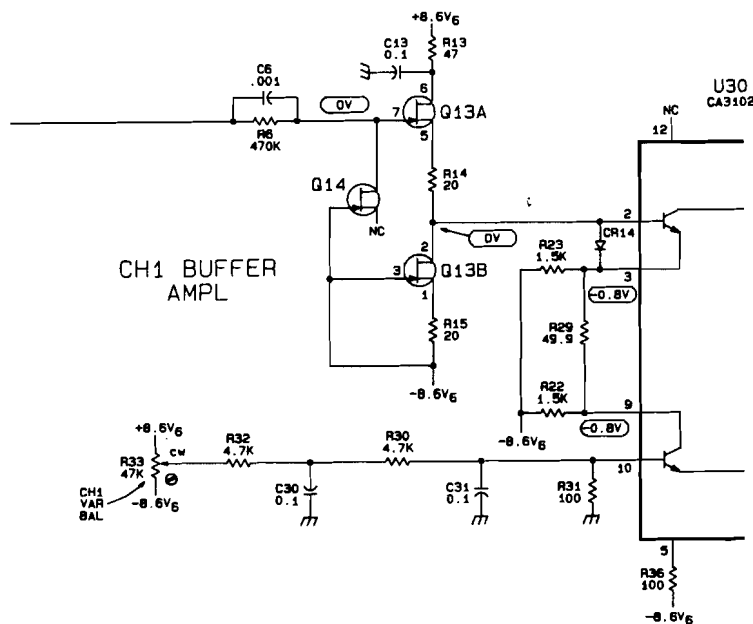 +8.6V6
C13
0.1
R13
47
C6
.001
0V
6
7
5
Q13A
R6
470K
U30
CA3102
NC
12
Q14
R14
20
NC
2
0V
CR14
2
3
CH1 BUFFER
AMPL
3
Q13B
1
R23
1.5K
-0.8V
R29
49.9
R15
20
-8.6V6
R22
1.5K
9
-8.6V6
-0.8V
+8.6V6
R33
47K
CW
-8.6V6
CH1
VAR
BAL
R32
4.7K
R30
4.7K
C30
0.1
C31
0.1
R31
100
10
5
R36
100
-8.6V6